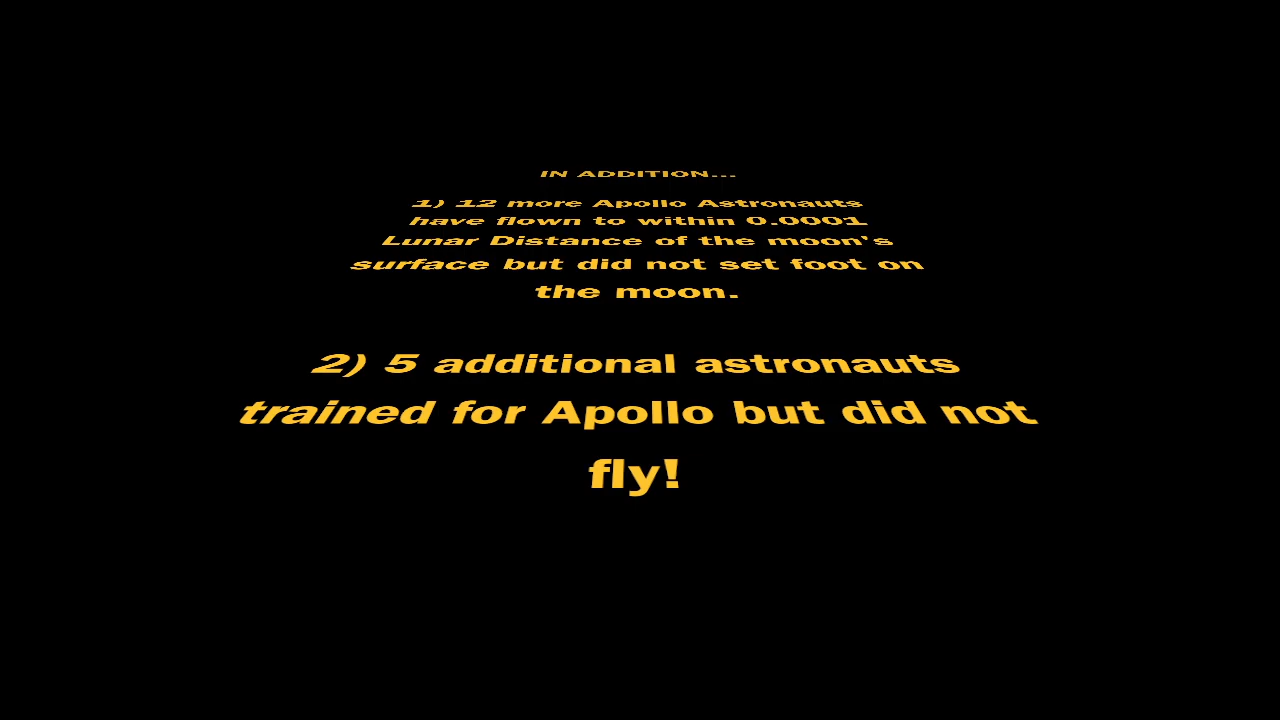 IN ADDITION...
1) 12 more Apollo Astronauts
have flown to within 0.0001
Lunar Distance of the moon's
surface but did not set foot on
the moon.
2) 5 additional astronauts
trained for Apollo but did not
fly!